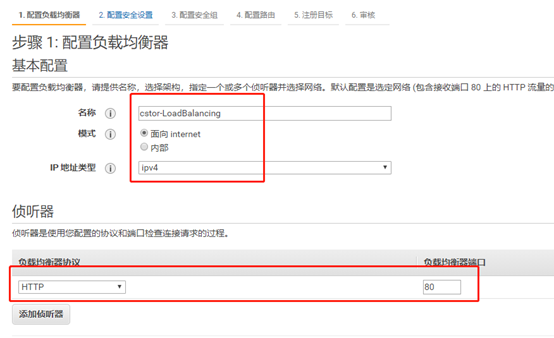 1. 配置负载均衡器 2. 配置安全设置 3. 配置安全组 4. 配置路由 5. 注册目标 6. 审核
步骤 1: 配置负载均衡器
基本配置
要配置负载均衡器，请提供名称，选择架构，指定一个或多个侦听器并选择网络。默认配置是选定网络 (包含接收端口 80 上的 HTTP 流量的
名称 i cstor-LoadBalancing
模式 i 面向 internet
内部
IP 地址类型 i ipv4
侦听器
侦听器是使用您配置的协议和端口检查连接请求的过程。
负载均衡器协议 负载均衡器端口
HTTP 80
添加侦听器